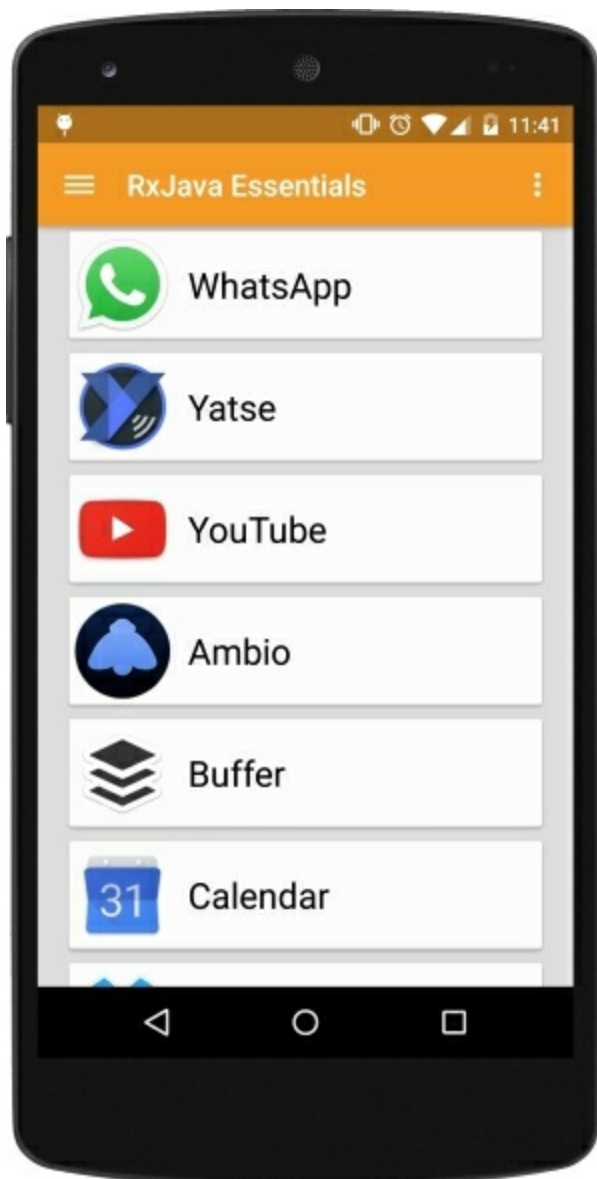 11:41
RxJava Essentials
WhatsApp
Yatse
YouTube
Ambio
Buffer
31
Calendar